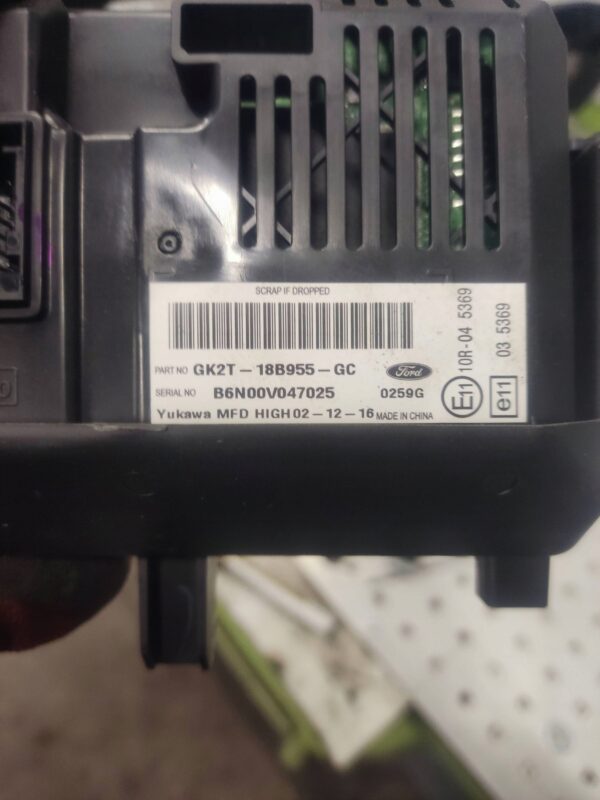 SCRAP IF DROPPED
PART NO GK2T-18B955-GC Ford
SERIAL NO B6N00V047025 0259G
Yukawa MFD HIGH 02-12-16 MADE IN CHINA
E11 10R-04 5369
e11 03 5369